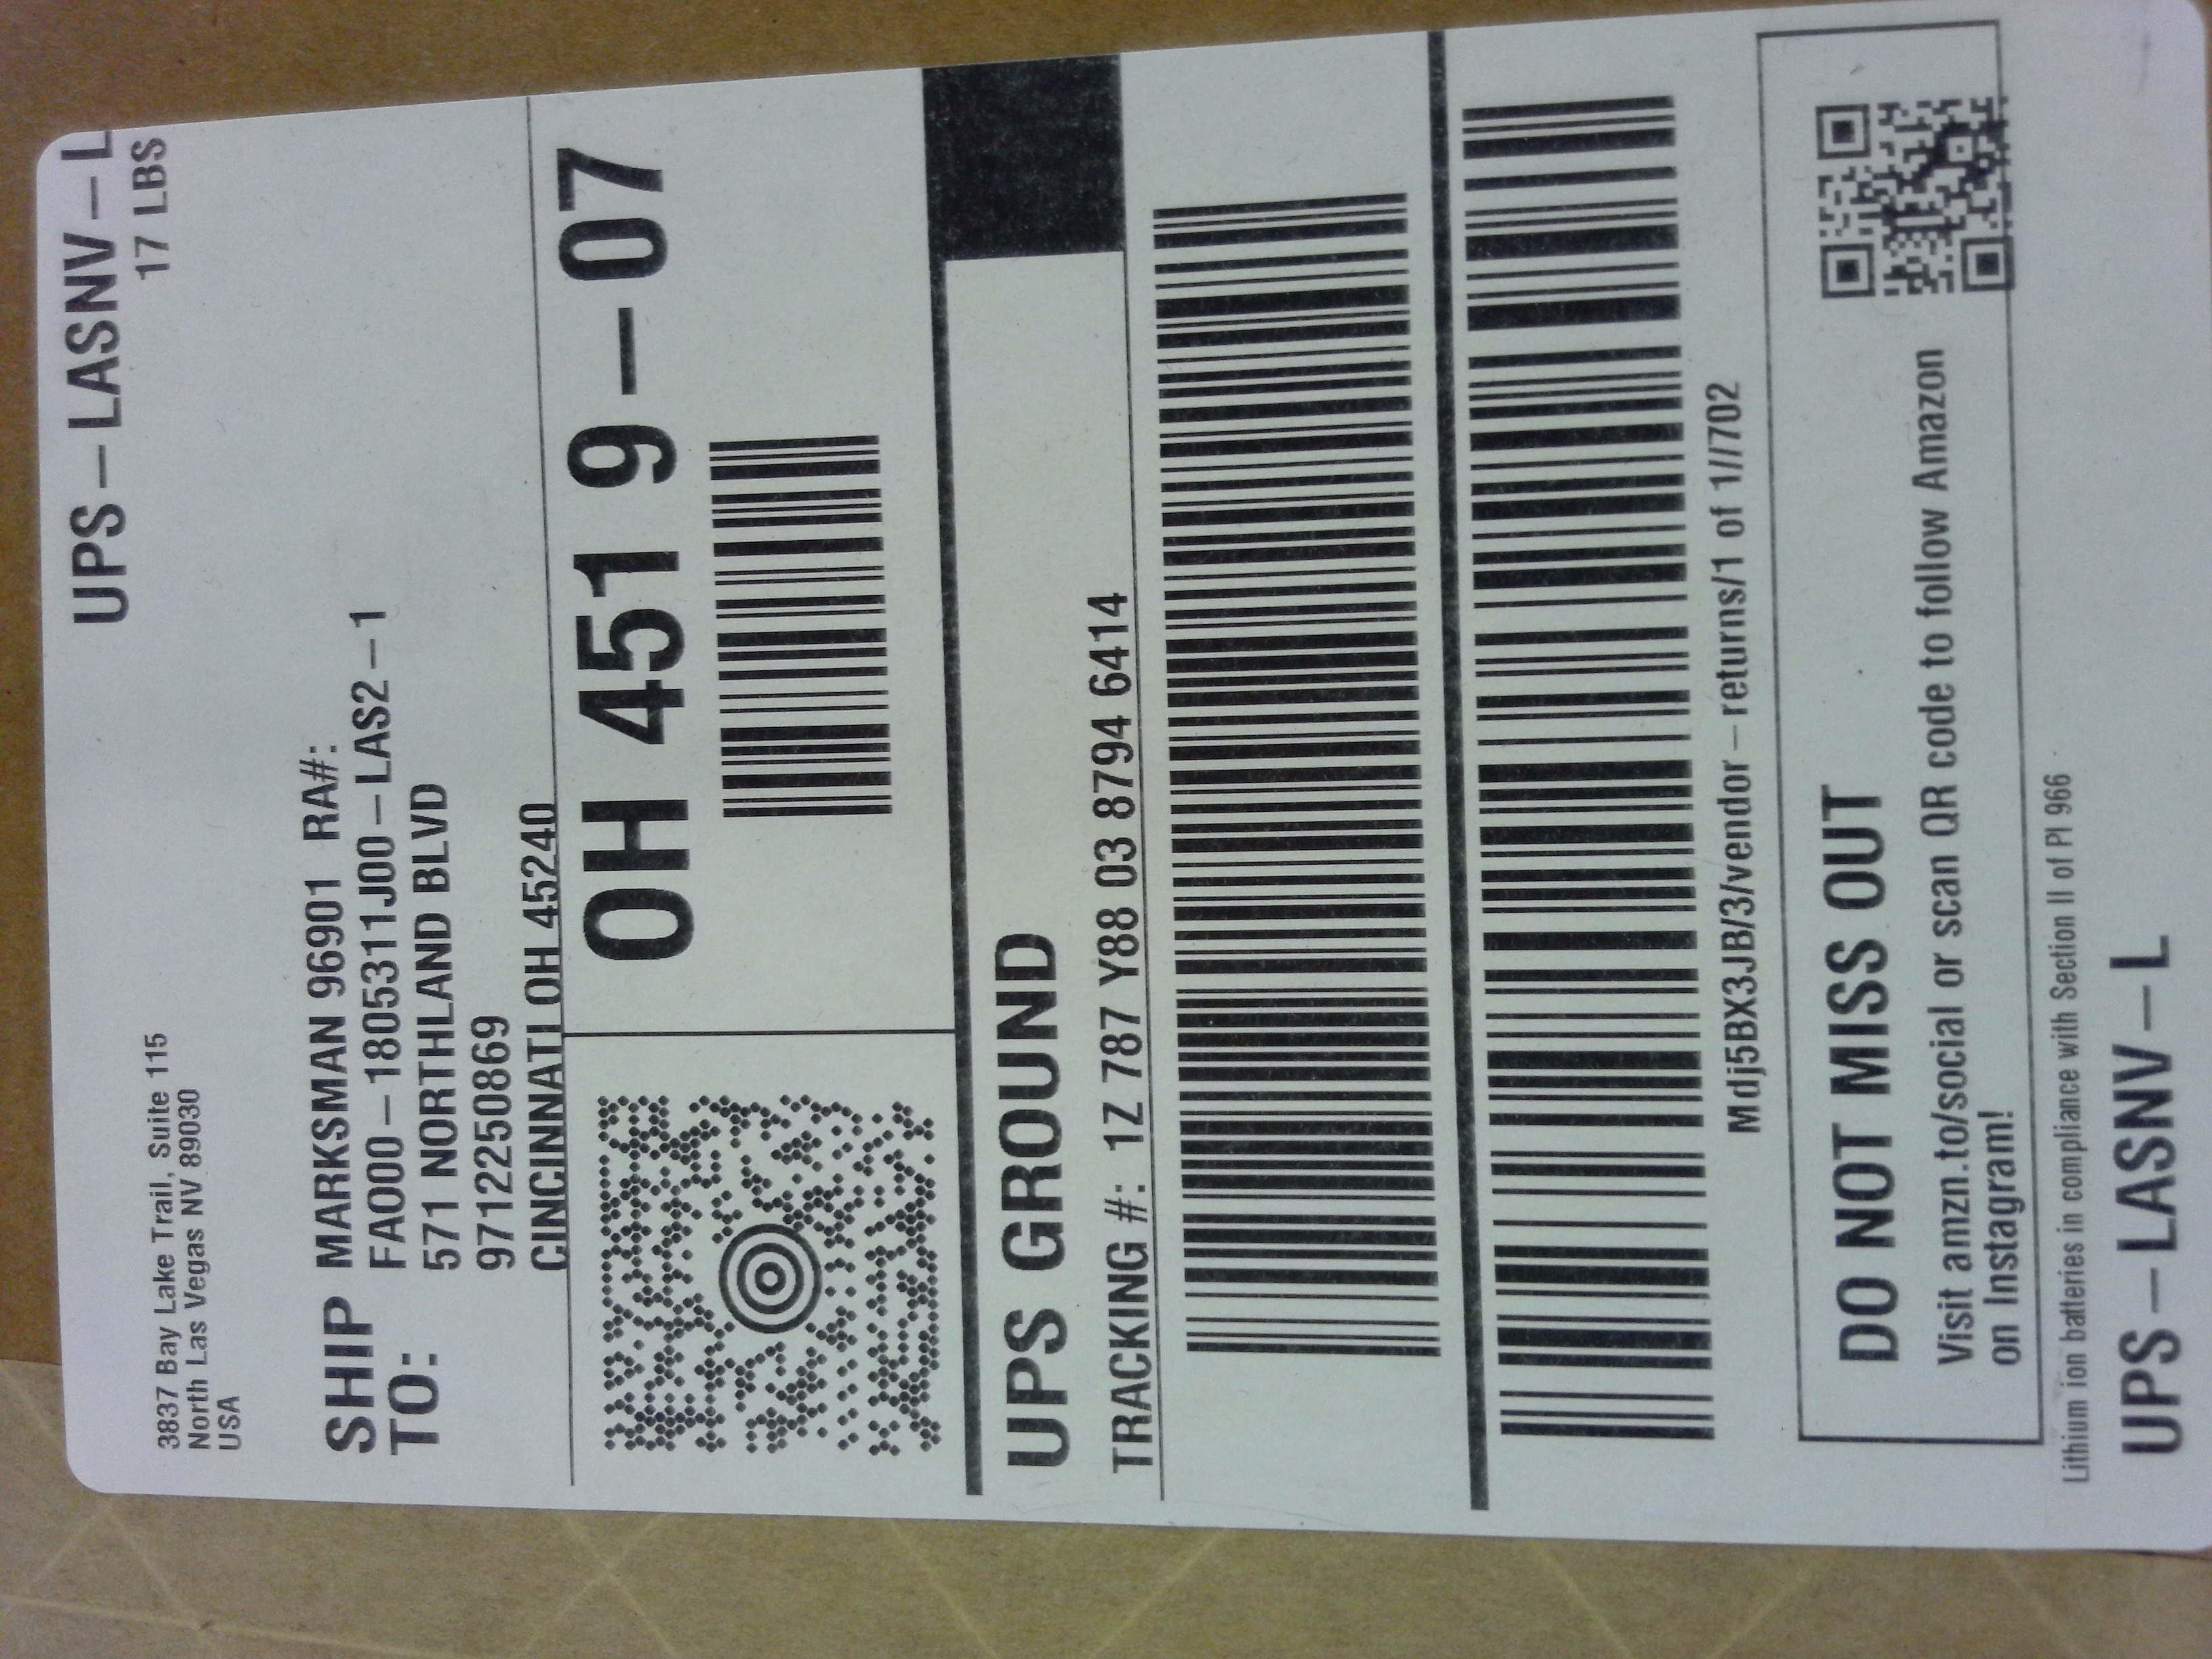 UPS-LASNV-L
17 LBS
3837 Bay Lake Trail, Suite 115
North Las Vegas NV 89030
USA
SHIP TO:
MARKSMAN 96901 RA#:
FA000-1805311J00-LAS2-1
571 NORTHLAND BLVD
9712250869
CINCINNATI OH 45240
OH 451 9-07
UPS GROUND
TRACKING #: 1Z 787 Y88 03 8794 6414
Mdj5BX3JB/3/vendor-returns/1 of 1//702
DO NOT MISS OUT
Visit amzn.to/social or scan QR code to follow Amazon
on Instagram!
Lithium ion batteries in compliance with Section II of PI 966
UPS-LASNV-L